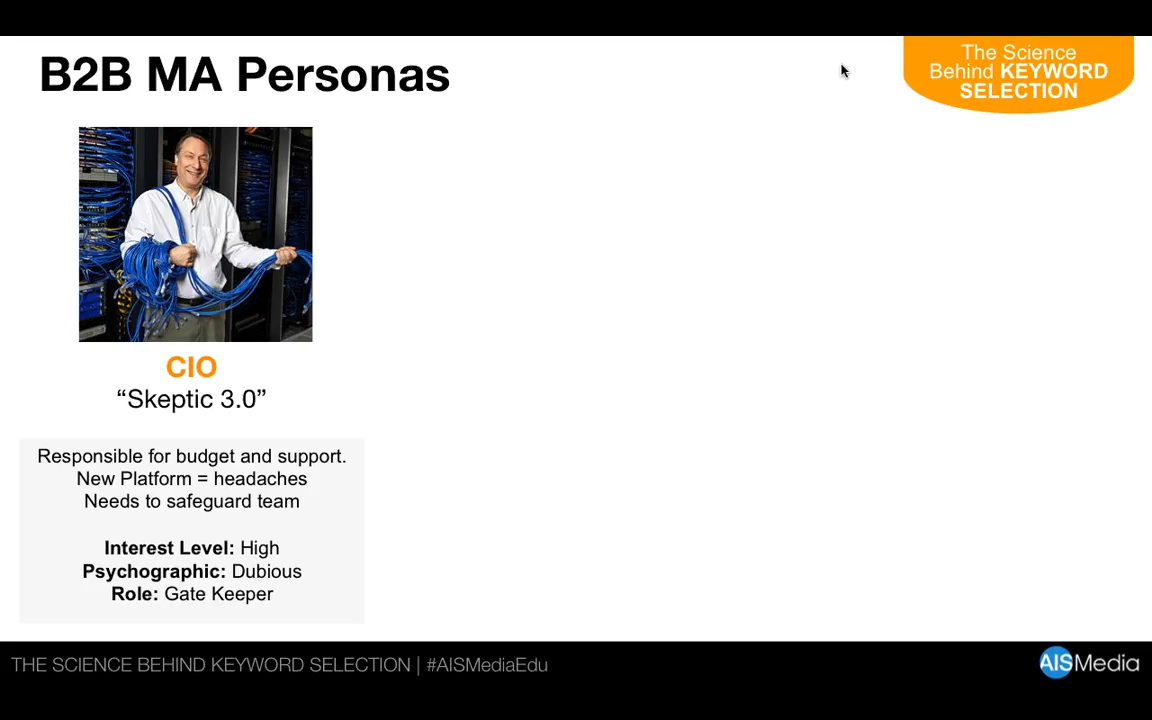 B2B MA Personas
The Science
Behind KEYWORD
SELECTION
CIO
“Skeptic 3.0”
Responsible for budget and support.
New Platform = headaches
Needs to safeguard team
Interest Level: High
Psychographic: Dubious
Role: Gate Keeper
THE SCIENCE BEHIND KEYWORD SELECTION | #AISMediaEdu
AISMedia